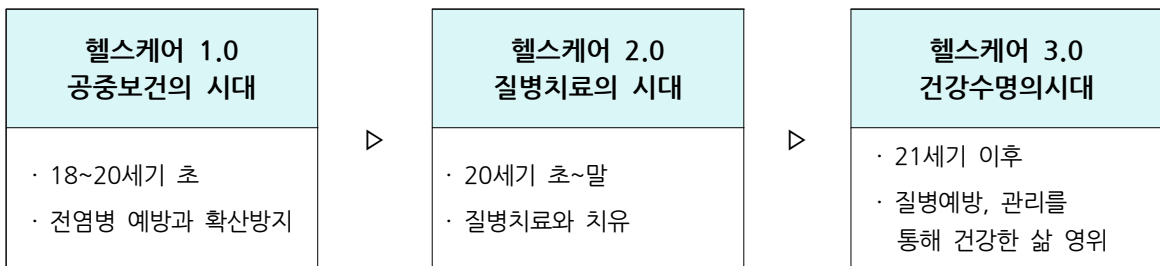 헬스케어 1.0
공중보건의 시대
· 18~20세기 초
· 전염병 예방과 확산방지
▷
헬스케어 2.0
질병치료의 시대
· 20세기 초~말
· 질병치료와 치유
▷
헬스케어 3.0
건강수명의시대
· 21세기 이후
· 질병예방, 관리를
통해 건강한 삶 영위